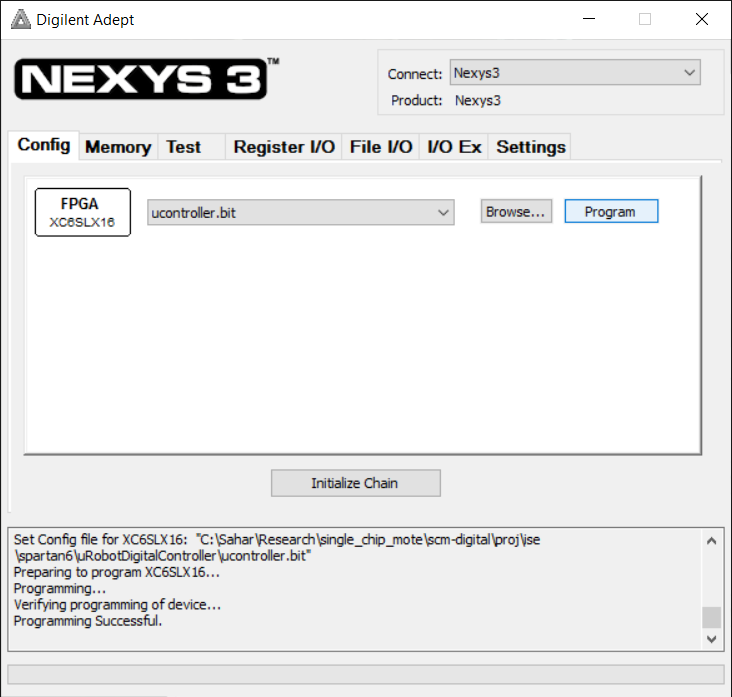 Digilent Adept
NEXYS 3™
Connect: Nexys3
Product: Nexys3
Config Memory Test Register I/O File I/O I/O Ex Settings
FPGA
XC6SLX16
ucontroller.bit
Browse...
Program
Initialize Chain
Set Config file for XC6SLX16: "C:\Sahar\Research\single_chip_mote\scm-digital\proj\ise
\spartan6\uRobotDigitalController\ucontroller.bit"
Preparing to program XC6SLX16...
Programming...
Verifying programming of device...
Programming Successful.